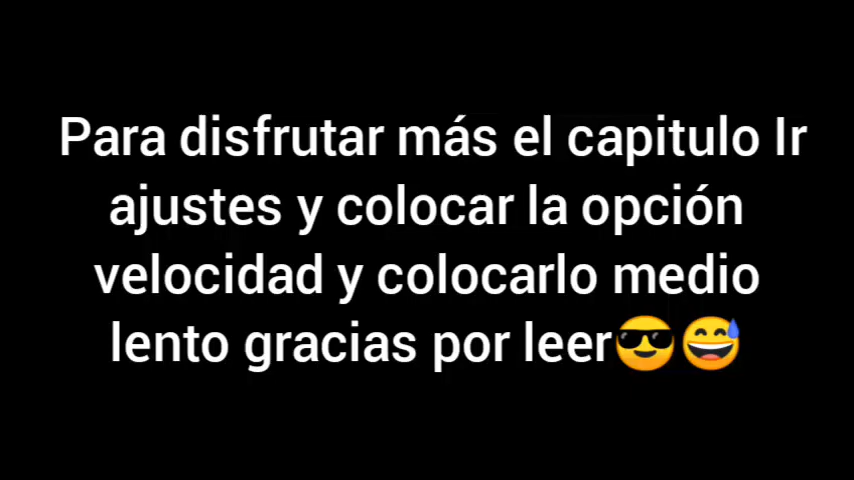 Para disfrutar más el capitulo Ir
ajustes y colocar la opción
velocidad y colocarlo medio
lento gracias por leer😎😅